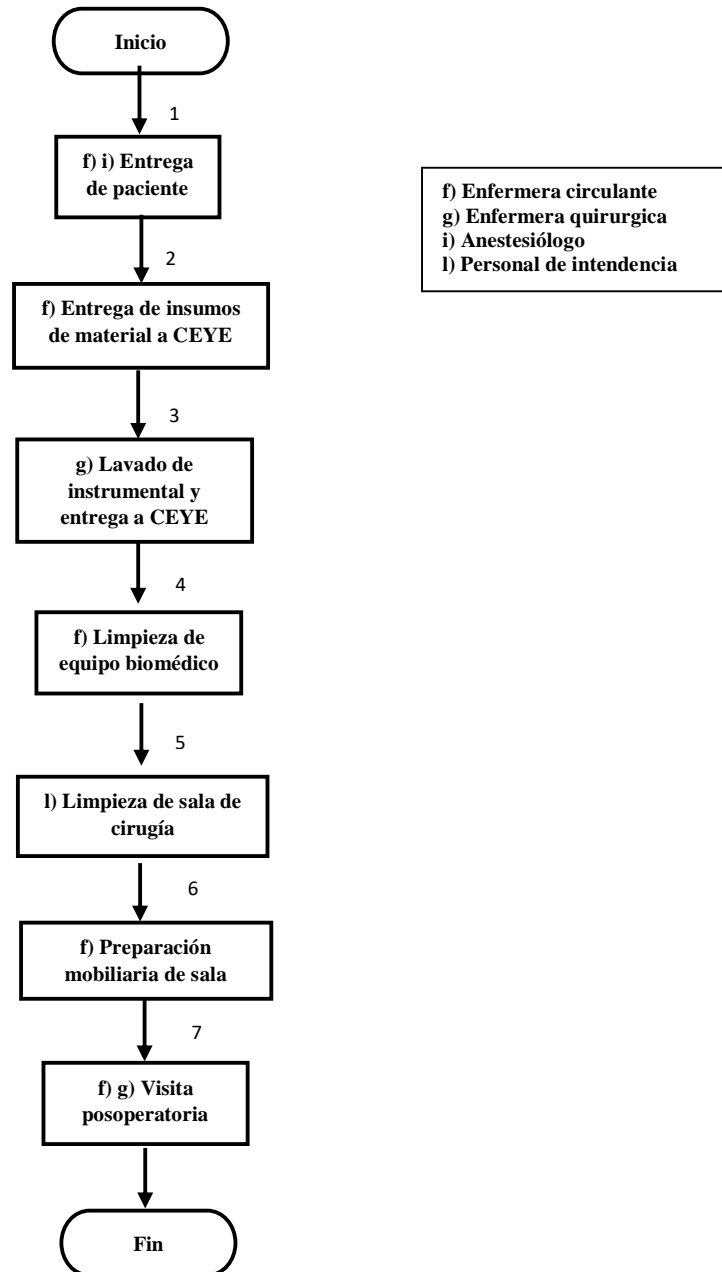 Inicio
1
f) i) Entrega
de paciente
f) Enfermera circulante
g) Enfermera quirurgica
i) Anestesiólogo
l) Personal de intendencia
2
f) Entrega de insumos
de material a CEYE
3
g) Lavado de
instrumental y
entrega a CEYE
4
f) Limpieza de
equipo biomédico
5
l) Limpieza de sala de
cirugía
6
f) Preparación
mobiliaria de sala
7
f) g) Visita
posoperatoria
Fin